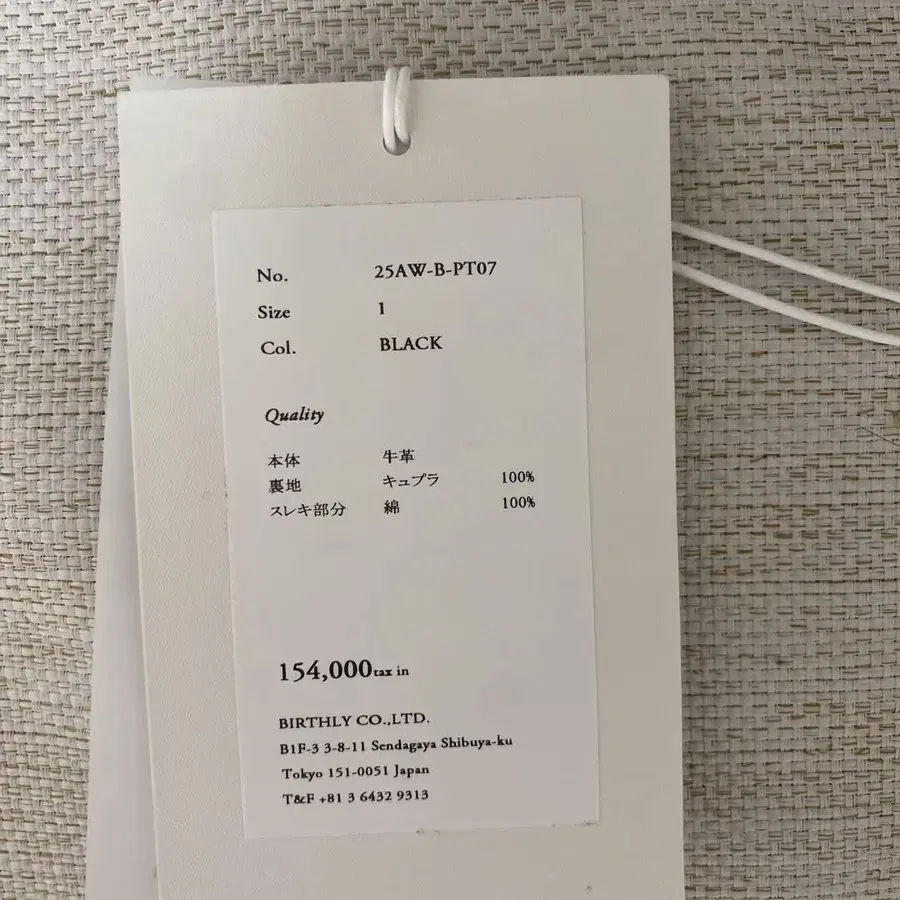 No. 25AW-B-PT07
Size 1
Col. BLACK
Quality
本体 牛革
裏地 キュプラ 100%
スレキ部分 綿 100%
154,000tax in
BIRTHLY CO.,LTD.
B1F-3 3-8-11 Sendagaya Shibuya-ku
Tokyo 151-0051 Japan
T&F +81 3 6432 9313